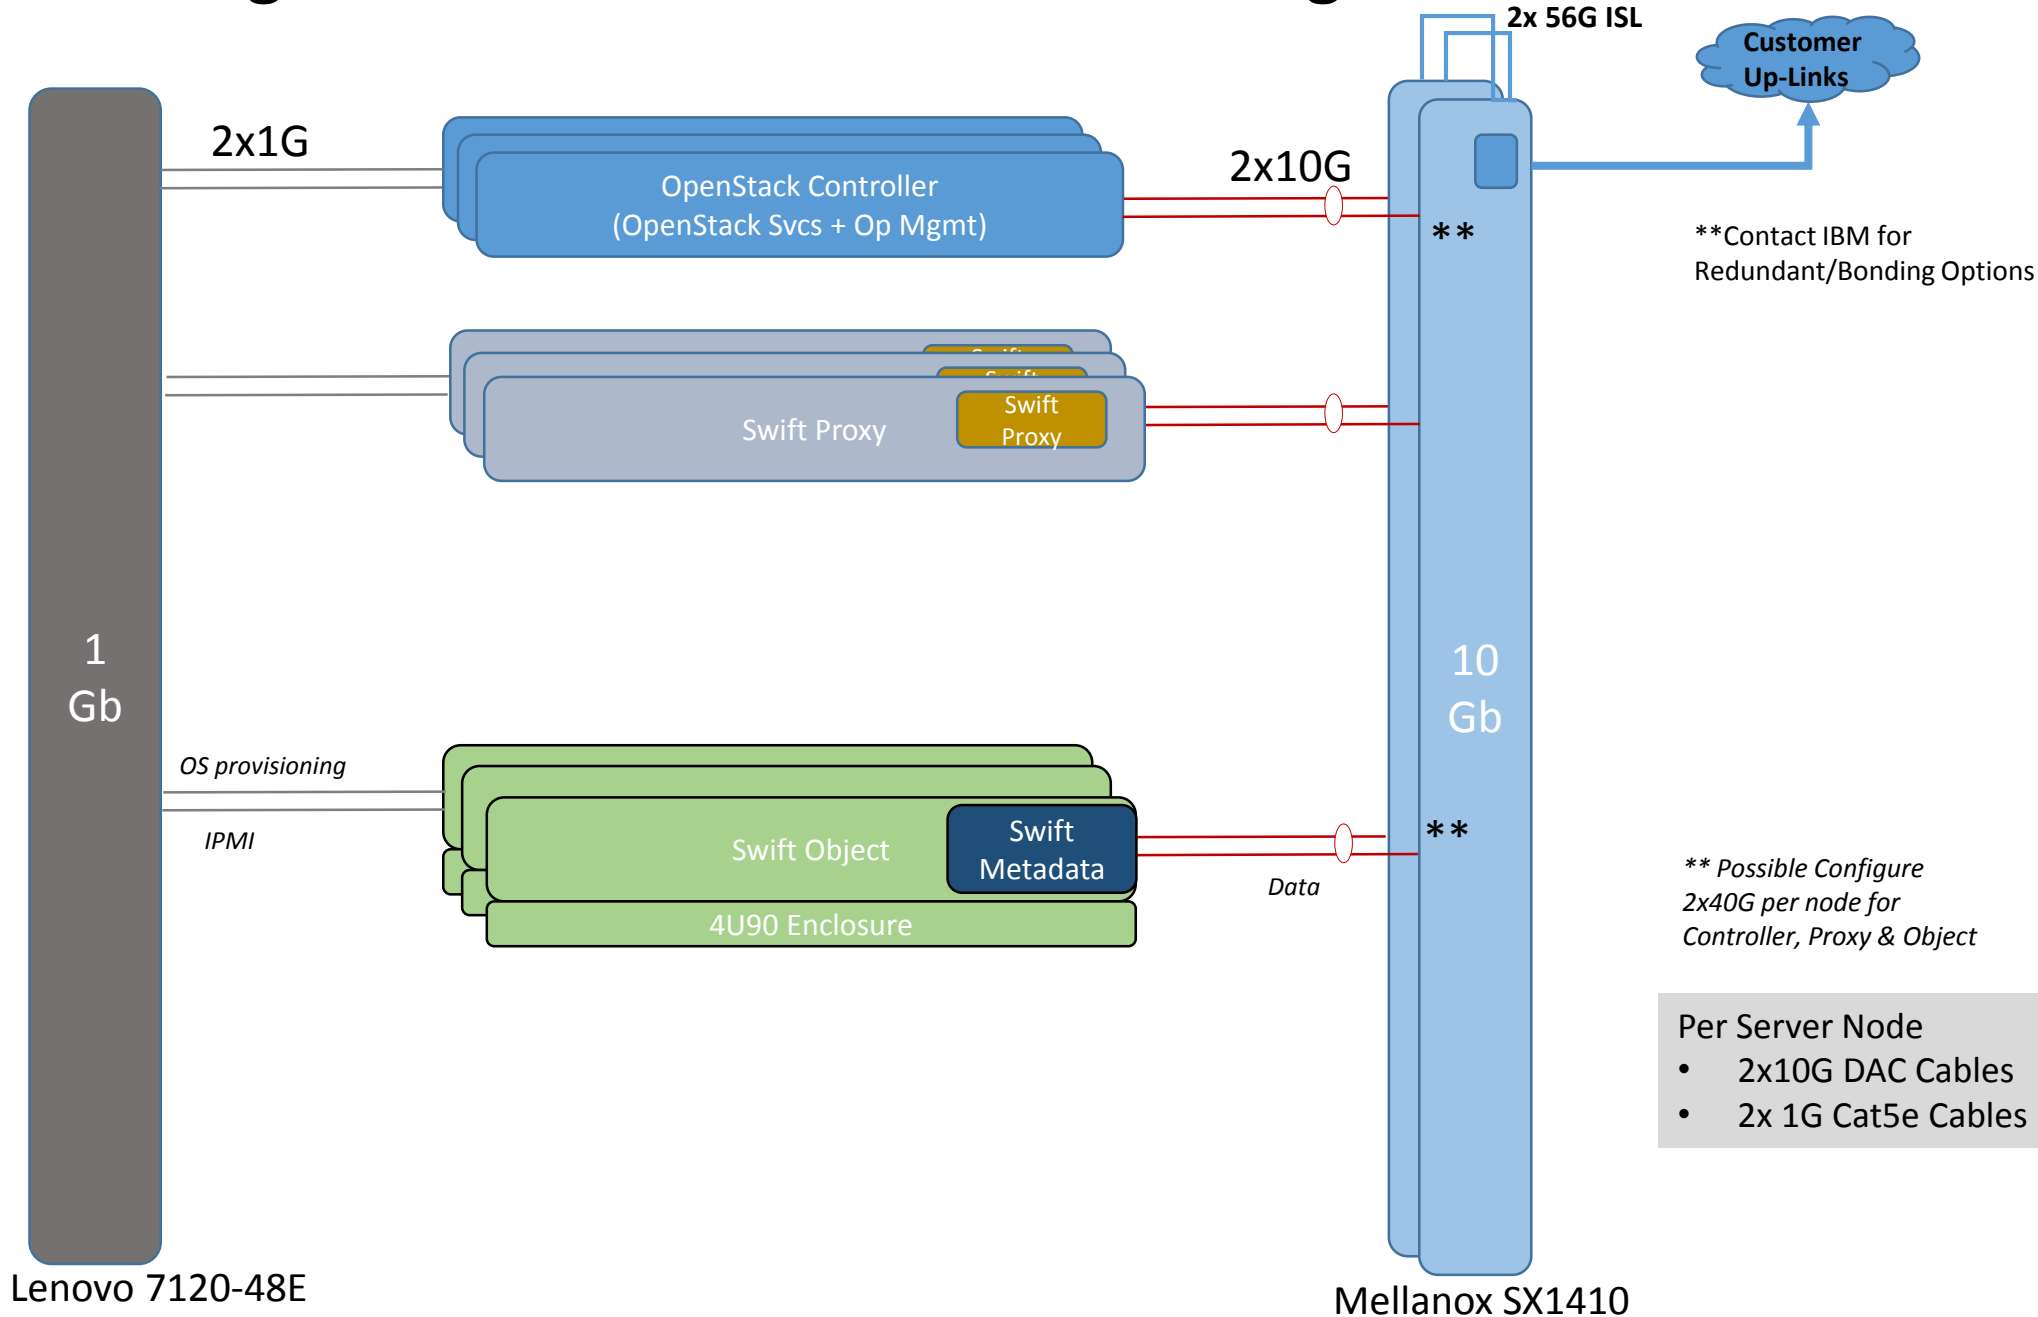 2x 56G ISL
Customer
Up-Links
2x1G
OpenStack Controller
(OpenStack Svcs + Op Mgmt)
2x10G
**
**Contact IBM for
Redundant/Bonding Options
Swift
Swift
Swift
Proxy
Swift Proxy
1
Gb
10
Gb
OS provisioning
IPMI
Swift Object
Swift
Metadata
4U90 Enclosure
**
Data
** Possible Configure
2x40G per node for
Controller, Proxy & Object
Per Server Node
• 2x10G DAC Cables
• 2x 1G Cat5e Cables
Lenovo 7120-48E
Mellanox SX1410